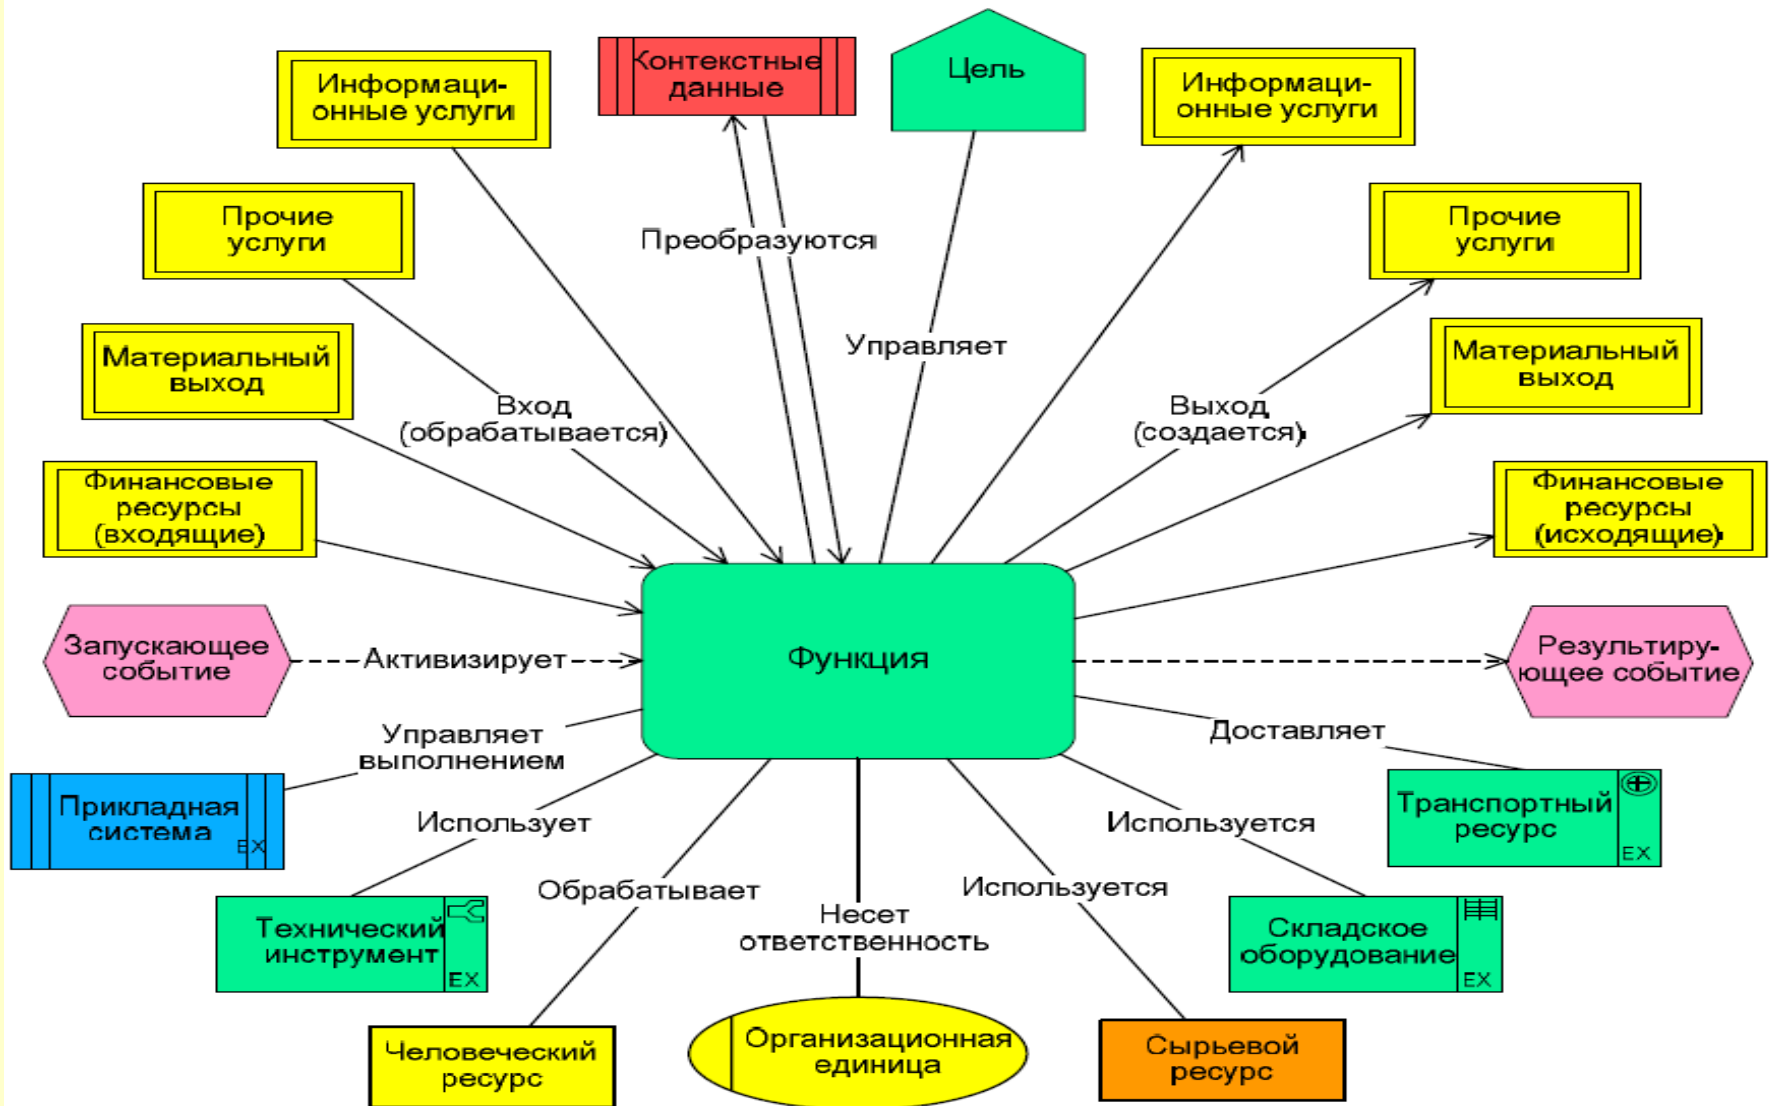 Информаци-
онные услуги
Контекстные
данные
Цель
Информаци-
онные услуги
Прочие
услуги
Преобразуются
Прочие
услуги
Материальный
выход
Управляет
Материальный
выход
Вход
(обрабатывается)
Выход
(создается)
Финансовые
ресурсы
(входящие)
Финансовые
ресурсы
(исходящие)
Запускающее
событие
Активизирует
Функция
Результиру-
ющее событие
Управляет
выполнением
Доставляет
Прикладная
система
EX
Использует
Используется
Транспортный
ресурс
EX
Обрабатывает
Используется
Технический
инструмент
EX
Несет
ответственность
Складское
оборудование
EX
Человеческий
ресурс
Организационная
единица
Сырьевой
ресурс